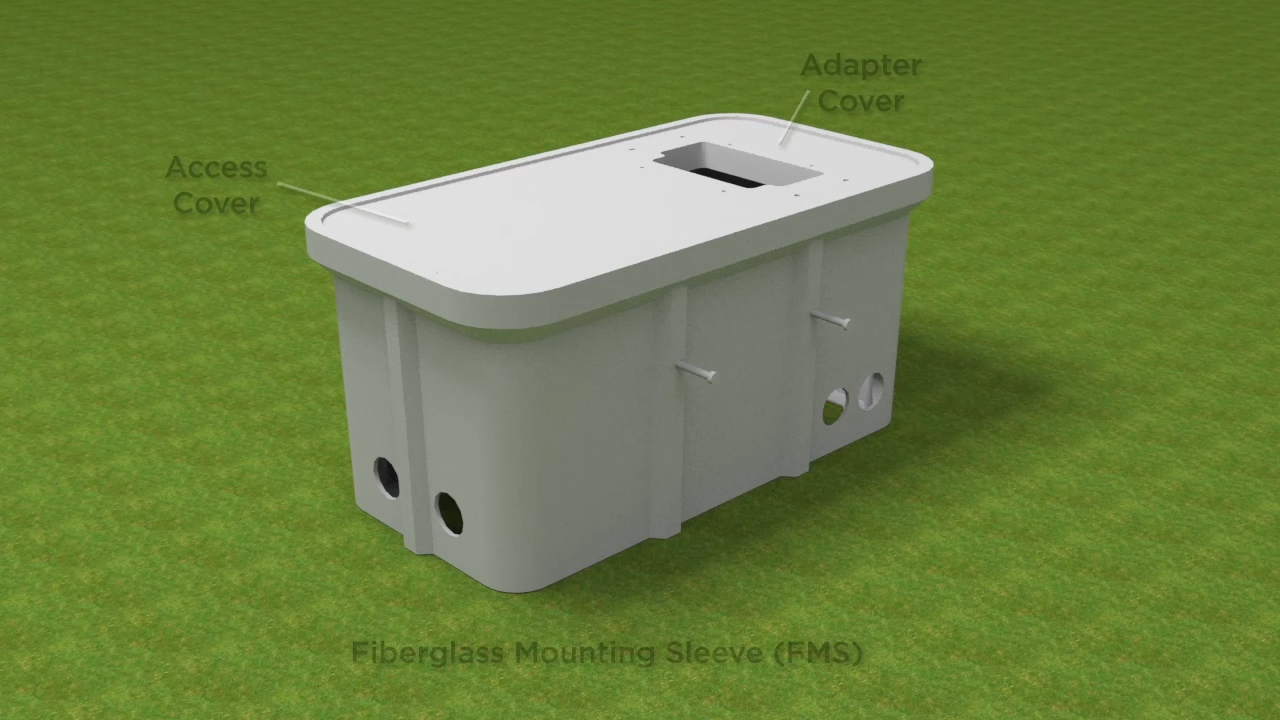 Adapter
Cover
Access
Cover
Fiberglass Mounting Sleeve (FMS)